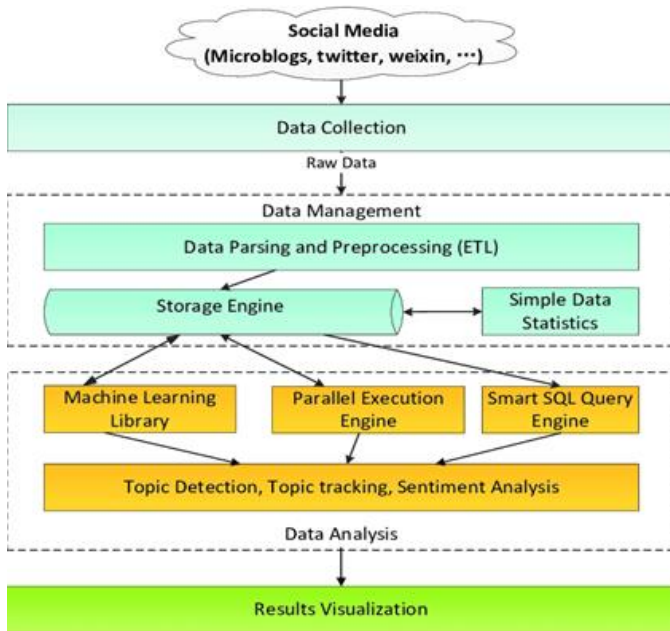 Social Media
(Microblogs, twitter, weixin, ···)
Data Collection
Raw Data
Data Management
Data Parsing and Preprocessing (ETL)
Storage Engine
Simple Data
Statistics
Machine Learning
Library
Parallel Execution
Engine
Smart SQL Query
Engine
Topic Detection, Topic tracking, Sentiment Analysis
Data Analysis
Results Visualization